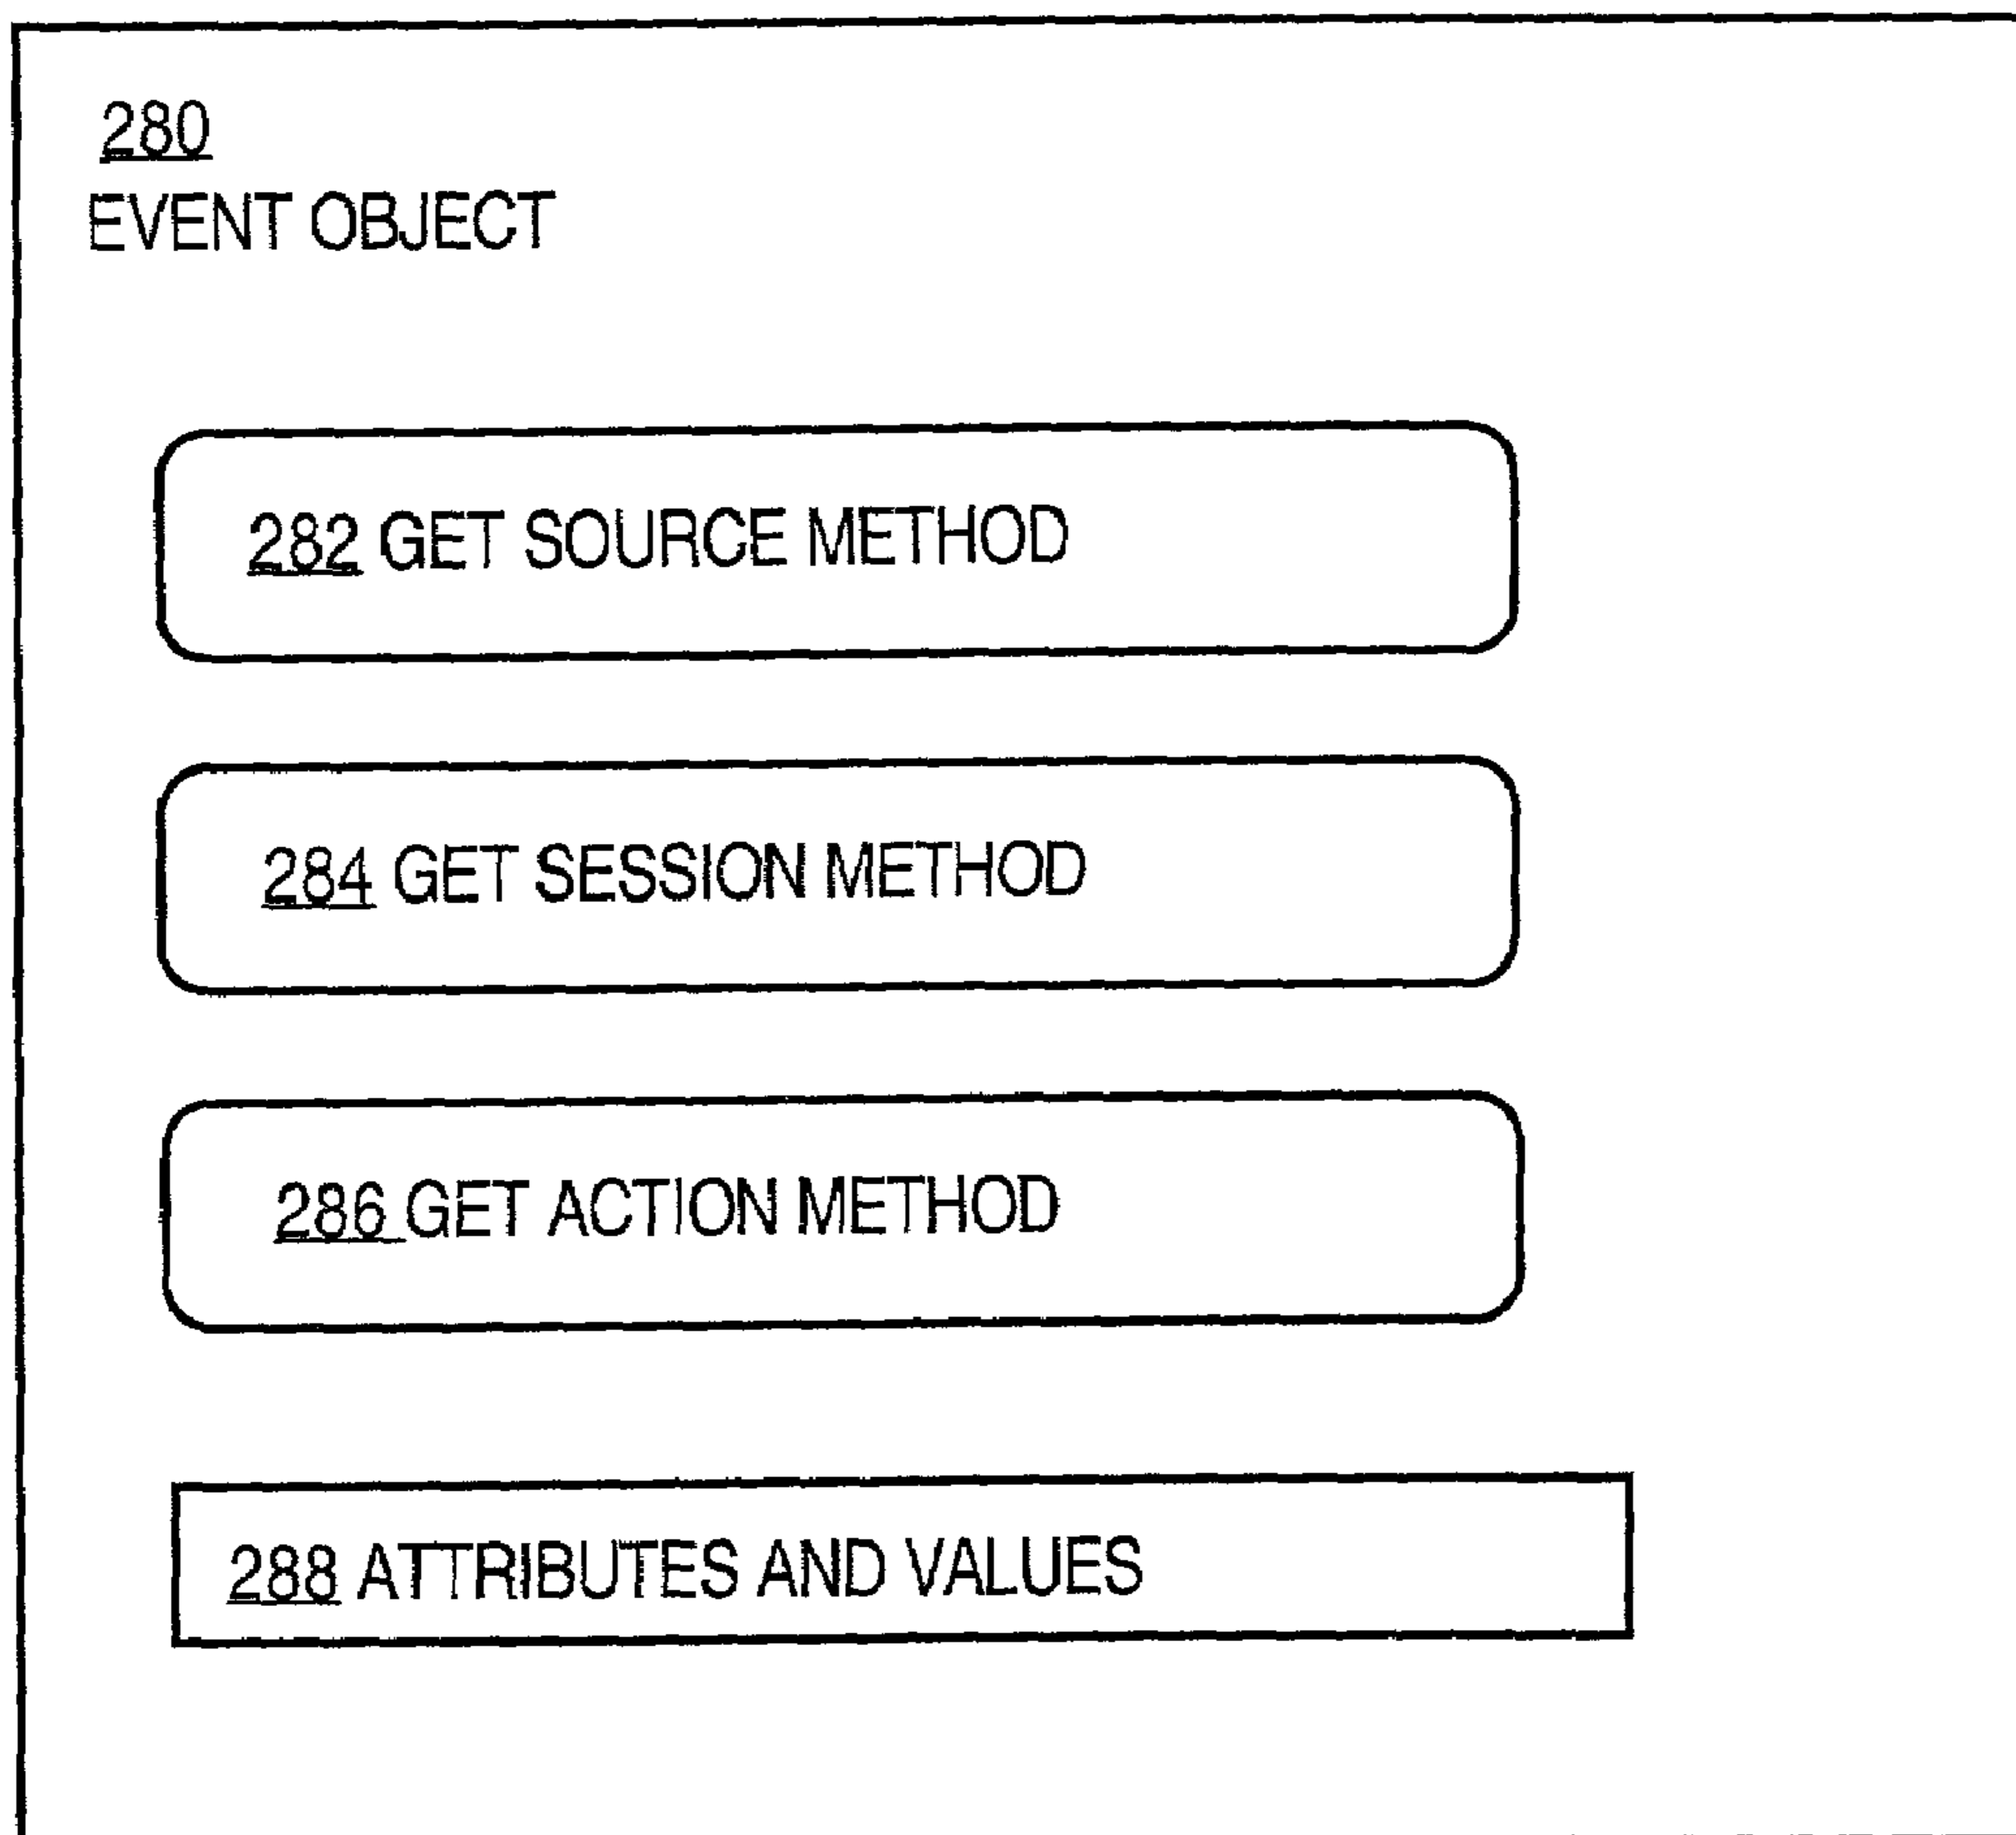 280
EVENT OBJECT
282 GET SOURCE METHOD
284 GET SESSION METHOD
286 GET ACTION METHOD
288 ATTRIBUTES AND VALUES